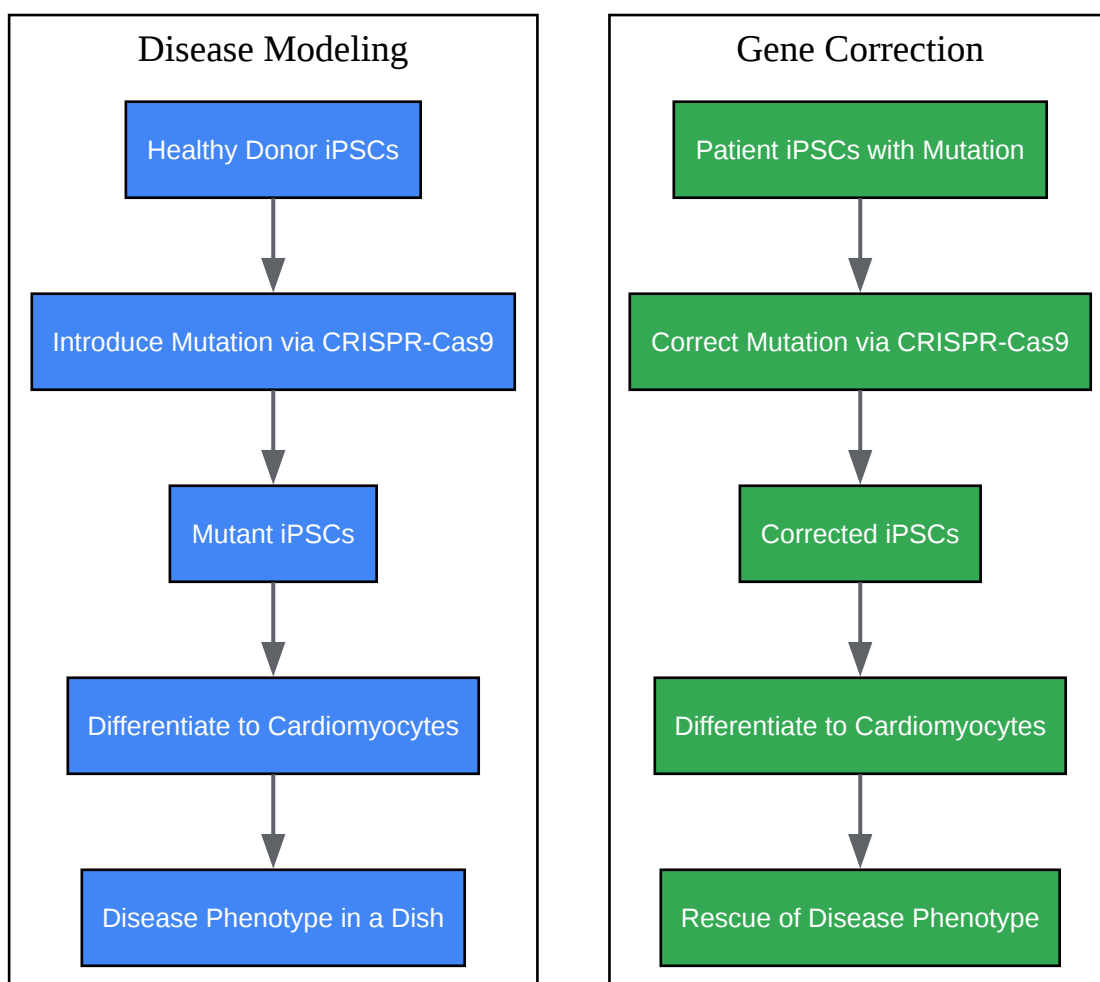 Disease Modeling
Healthy Donor iPSCs
Introduce Mutation via CRISPR-Cas9
Mutant iPSCs
Differentiate to Cardiomyocytes
Disease Phenotype in a Dish
Gene Correction
Patient iPSCs with Mutation
Correct Mutation via CRISPR-Cas9
Corrected iPSCs
Differentiate to Cardiomyocytes
Rescue of Disease Phenotype